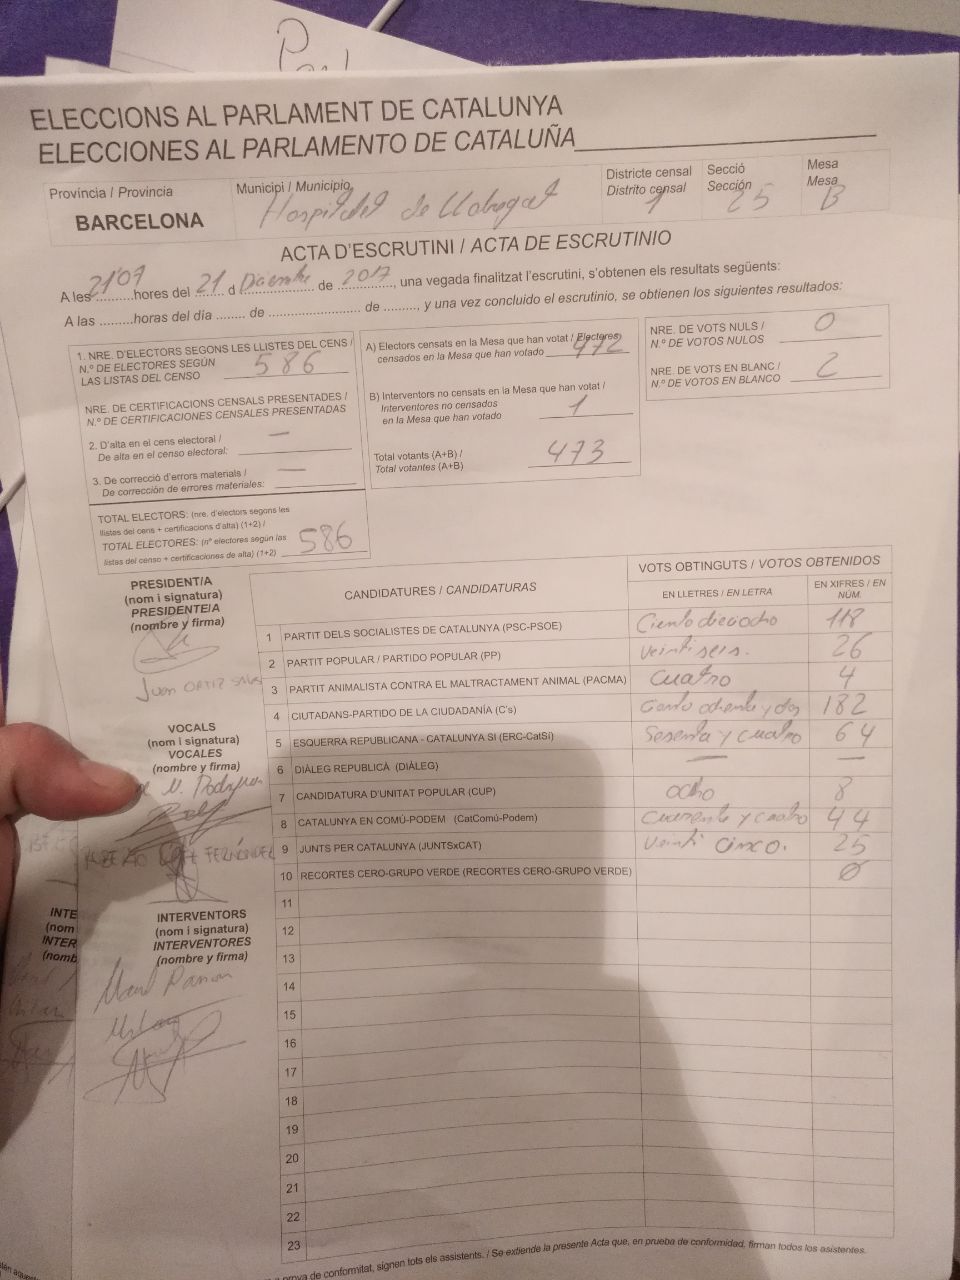 ELECCIONS AL PARLAMENT DE CATALUNYA
ELECCIONES AL PARLAMENTO DE CATALUÑA
Província / Provincia
BARCELONA
Municipi / Municipio
Hospitalet de Llobregat
Districte censal
Distrito censal
1
Secció
Sección
25
Mesa
Mesa
B
ACTA D'ESCRUTINI / ACTA DE ESCRUTINIO
A les 21'07 hores del 21 d Diciembre de 2017, una vegada finalitzat l'escrutini, s'obtenen els resultats següents:
A las .........horas del día ........ de ......................... de ........., y una vez concluido el escrutinio, se obtienen los siguientes resultados:
1. NRE. D'ELECTORS SEGONS LES LLISTES DEL CENS /
N.º DE ELECTORES SEGÚN
LAS LISTAS DEL CENSO 586
NRE. DE CERTIFICACIONS CENSALS PRESENTADES /
N.º DE CERTIFICACIONES CENSALES PRESENTADAS
2. D'alta en el cens electoral /
De alta en el censo electoral: —
3. De correcció d'errors materials /
De corrección de errores materiales: —
TOTAL ELECTORS: (nre. d'electors segons les
llistes del cens + certificacions d'alta) (1+2) /
TOTAL ELECTORES: (nº electores según las
listas del censo + certificaciones de alta) (1+2) 586
A) Electors censats en la Mesa que han votat / Electores
censados en la Mesa que han votado 472
B) Interventors no censats en la Mesa que han votat /
Interventores no censados
en la Mesa que han votado 1
Total votants (A+B) /
Total votantes (A+B) 473
NRE. DE VOTS NULS /
N.º DE VOTOS NULOS 0
NRE. DE VOTS EN BLANC /
N.º DE VOTOS EN BLANCO 2
PRESIDENT/A
(nom i signatura)
PRESIDENTE/A
(nombre y firma)
Juan ORTIZ
VOCALS
(nom i signatura)
VOCALES
(nombre y firma)
FERNÁNDEZ
INTERVENTORS
(nom i signatura)
INTERVENTORES
(nombre y firma)
CANDIDATURES / CANDIDATURAS
VOTS OBTINGUTS / VOTOS OBTENIDOS
EN LLETRES / EN LETRA
EN XIFRES / EN NÚM.
1 PARTIT DELS SOCIALISTES DE CATALUNYA (PSC-PSOE) Ciento dieciocho 118
2 PARTIT POPULAR / PARTIDO POPULAR (PP) Veintiseis. 26
3 PARTIT ANIMALISTA CONTRA EL MALTRACTAMENT ANIMAL (PACMA) Cuatro 4
4 CIUTADANS-PARTIDO DE LA CIUDADANÍA (C's) Ciento ochenta y dos 182
5 ESQUERRA REPUBLICANA - CATALUNYA SI (ERC-CatSí) Sesenta y cuatro 64
6 DIÀLEG REPUBLICÀ (DIÀLEG) — —
7 CANDIDATURA D'UNITAT POPULAR (CUP) ocho 8
8 CATALUNYA EN COMÚ-PODEM (CatComú-Podem) Cuarenta y cuatro 44
9 JUNTS PER CATALUNYA (JUNTSxCAT) Veinti cinco. 25
10 RECORTES CERO-GRUPO VERDE (RECORTES CERO-GRUPO VERDE) 0
11
12
13
14
15
16
17
18
19
20
21
22
23
prova de conformitat, signen tots els assistents. / Se extiende la presente Acta que, en prueba de conformidad, firman todos los asistentes.